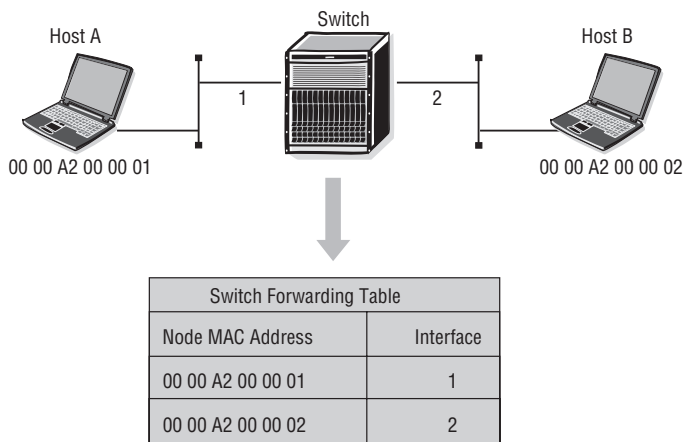 Switch
Host A
Host B
1
2
00 00 A2 00 00 01
00 00 A2 00 00 02
Switch Forwarding Table
Node MAC Address Interface
00 00 A2 00 00 01 1
00 00 A2 00 00 02 2